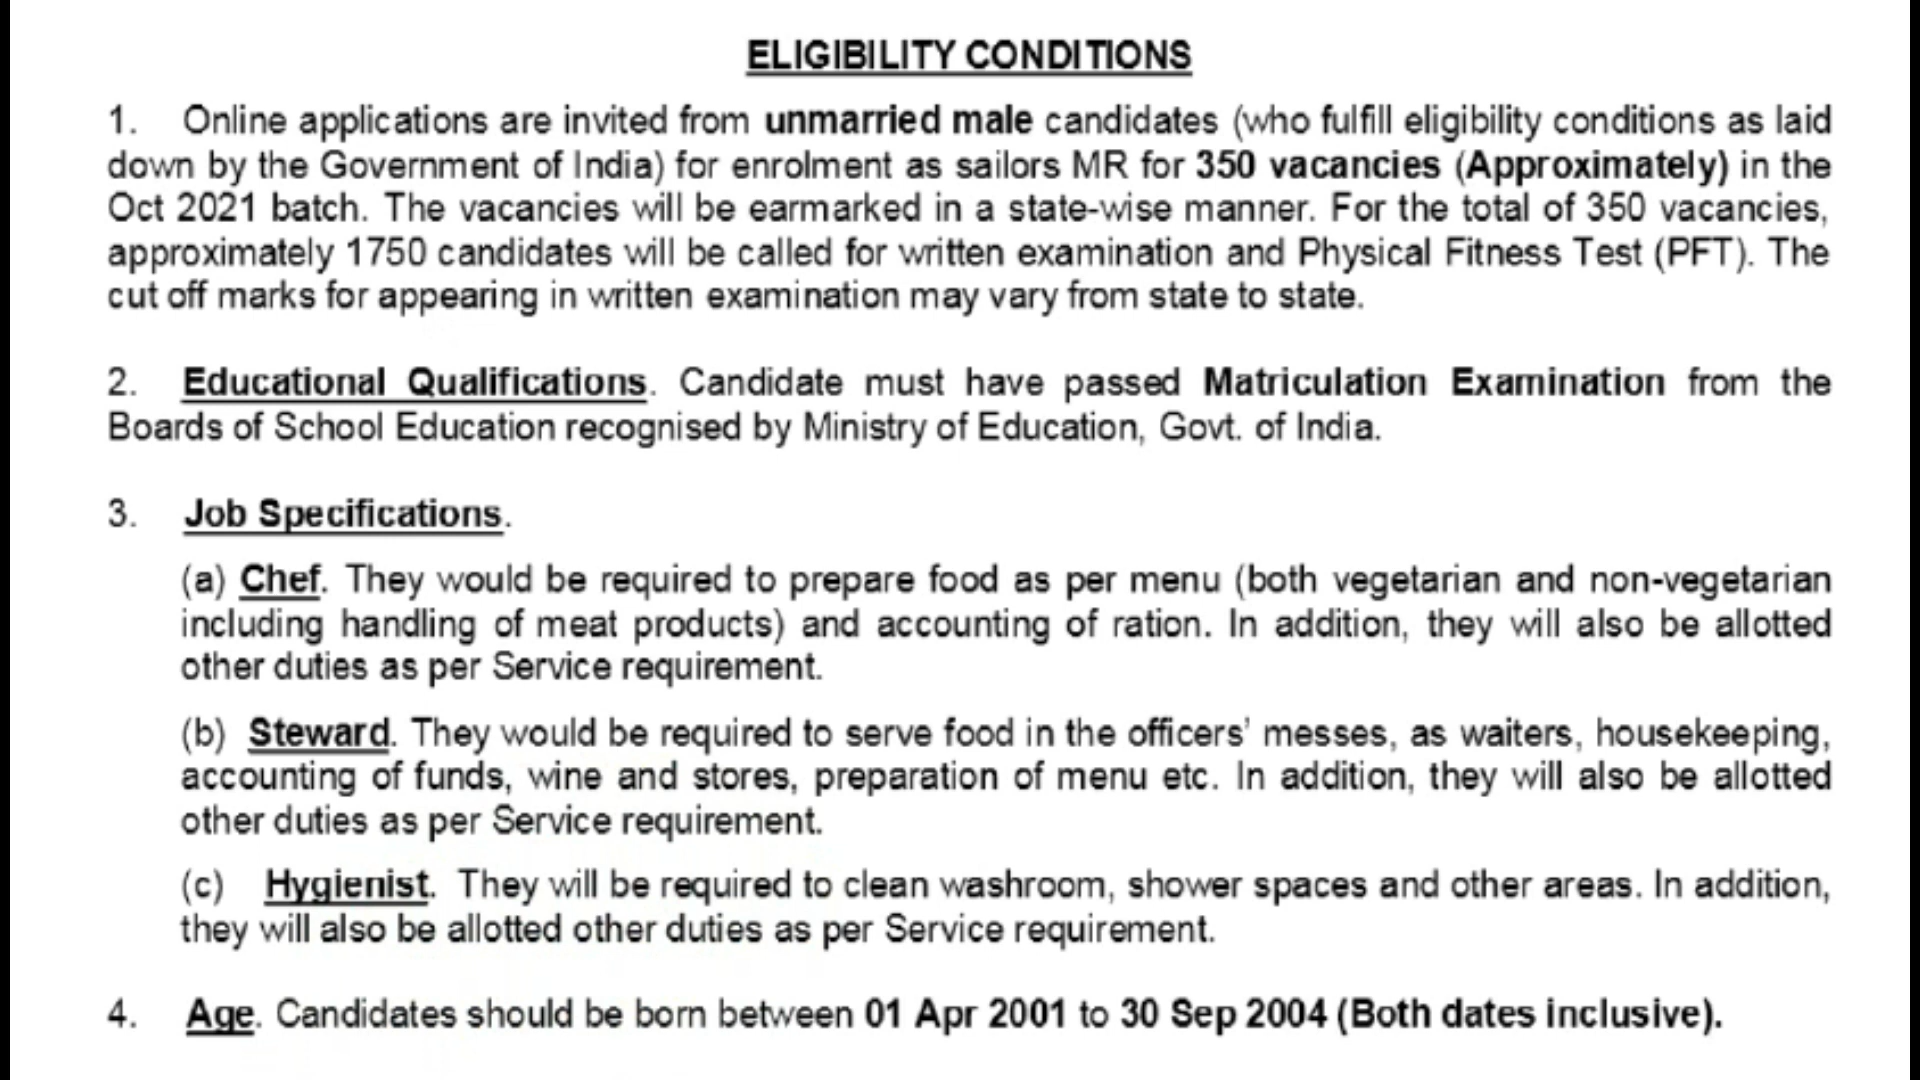 ELIGIBILITY CONDITIONS
1. Online applications are invited from unmarried male candidates (who fulfill eligibility conditions as laid
down by the Government of India) for enrolment as sailors MR for 350 vacancies (Approximately) in the
Oct 2021 batch. The vacancies will be earmarked in a state-wise manner. For the total of 350 vacancies,
approximately 1750 candidates will be called for written examination and Physical Fitness Test (PFT). The
cut off marks for appearing in written examination may vary from state to state.
2. Educational Qualifications. Candidate must have passed Matriculation Examination from the
Boards of School Education recognised by Ministry of Education, Govt. of India.
3. Job Specifications.
(a) Chef. They would be required to prepare food as per menu (both vegetarian and non-vegetarian
including handling of meat products) and accounting of ration. In addition, they will also be allotted
other duties as per Service requirement.
(b) Steward. They would be required to serve food in the officers' messes, as waiters, housekeeping,
accounting of funds, wine and stores, preparation of menu etc. In addition, they will also be allotted
other duties as per Service requirement.
(c) Hygienist. They will be required to clean washroom, shower spaces and other areas. In addition,
they will also be allotted other duties as per Service requirement.
4. Age. Candidates should be born between 01 Apr 2001 to 30 Sep 2004 (Both dates inclusive).